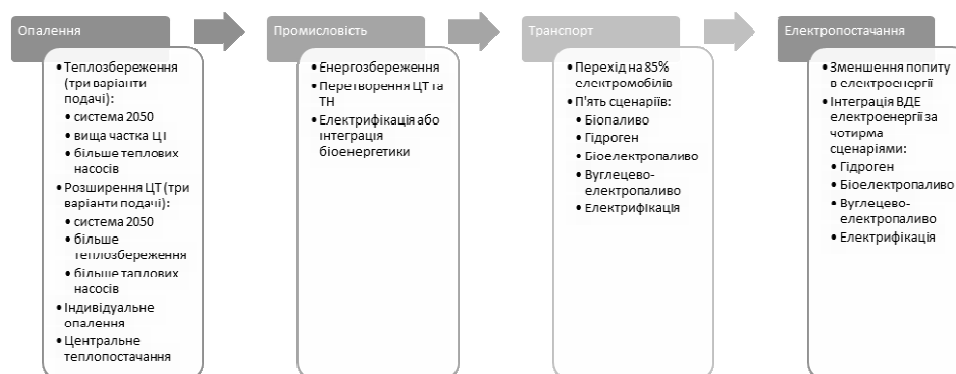 Опалення
• Теплозбереження
(три варіанти
подачі):
• система 2050
• вища частка ЦТ
• більше теплових
насосів
• Розширення ЦТ (три
варіанти подачі):
• система 2050
• більше
теплозбереження
• більше таплових
насосів
• Індивідуальне
опалення
• Центральне
теплопостачання
Промисловість
• Енергозбереження
• Перетворення ЦТ та
ТН
• Електрифікація або
інтеграція
біоенергетики
Транспорт
• Перехід на 85%
електромобілів
• П'ять сценаріїв:
• Біопаливо
• Гідроген
• Біоелектропаливо
• Вуглецево-
електропаливо
• Електрифікація
Електропостачання
• Зменшення попиту
в електроенергії
• Інтеграція ВДЕ
електроенергії за
чотирма
сценаріями:
• Гідроген
• Біоелектропаливо
• Вуглецево-
електропаливо
• Електрифікація